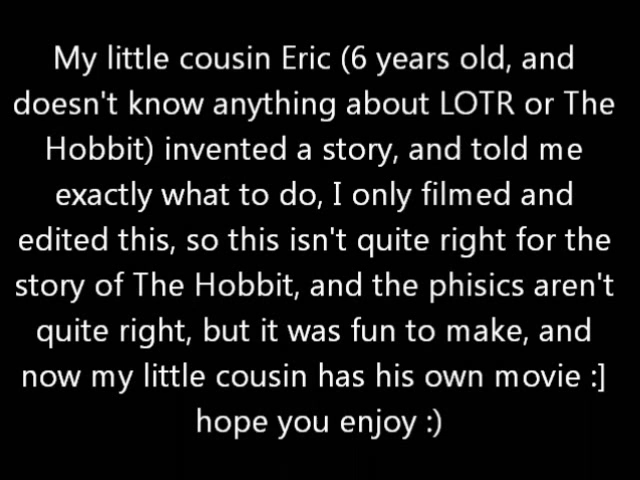 My little cousin Eric (6 years old, and
doesn't know anything about LOTR or The
Hobbit) invented a story, and told me
exactly what to do, I only filmed and
edited this, so this isn't quite right for the
story of The Hobbit, and the phisics aren't
quite right, but it was fun to make, and
now my little cousin has his own movie :]
hope you enjoy :)